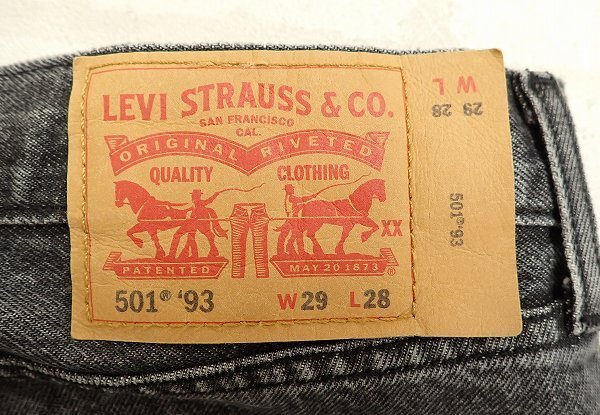 LEVI STRAUSS & CO.
SAN FRANCISCO
CAL.
ORIGINAL RIVETED
QUALITY CLOTHING
XX
PATENTED MAY 20 1873 ®
501® '93 W29 L28
W L
29 28
501® '93